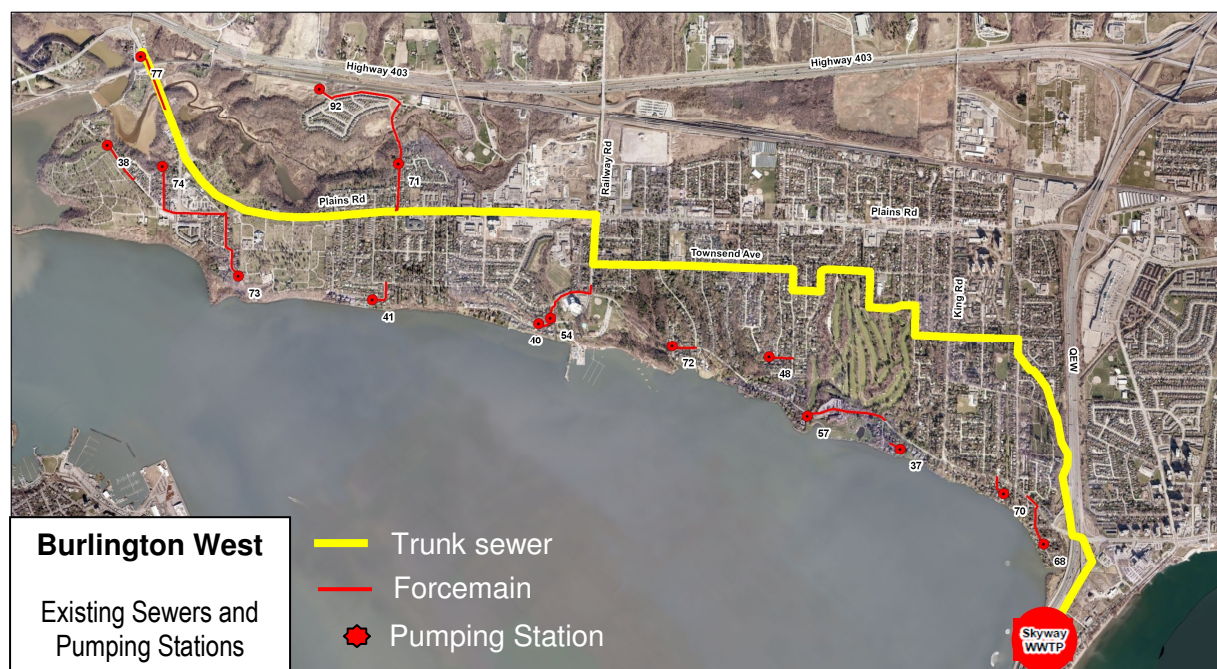 Highway 403
Highway 403
77
92
38
74
71
Railway Rd
Plains Rd
Plains Rd
Townsend Ave
73
41
40
54
72
48
King Rd
QEW
57
37
70
68
Skyway
WWTP
Burlington West
Existing Sewers and
Pumping Stations
Trunk sewer
Forcemain
Pumping Station